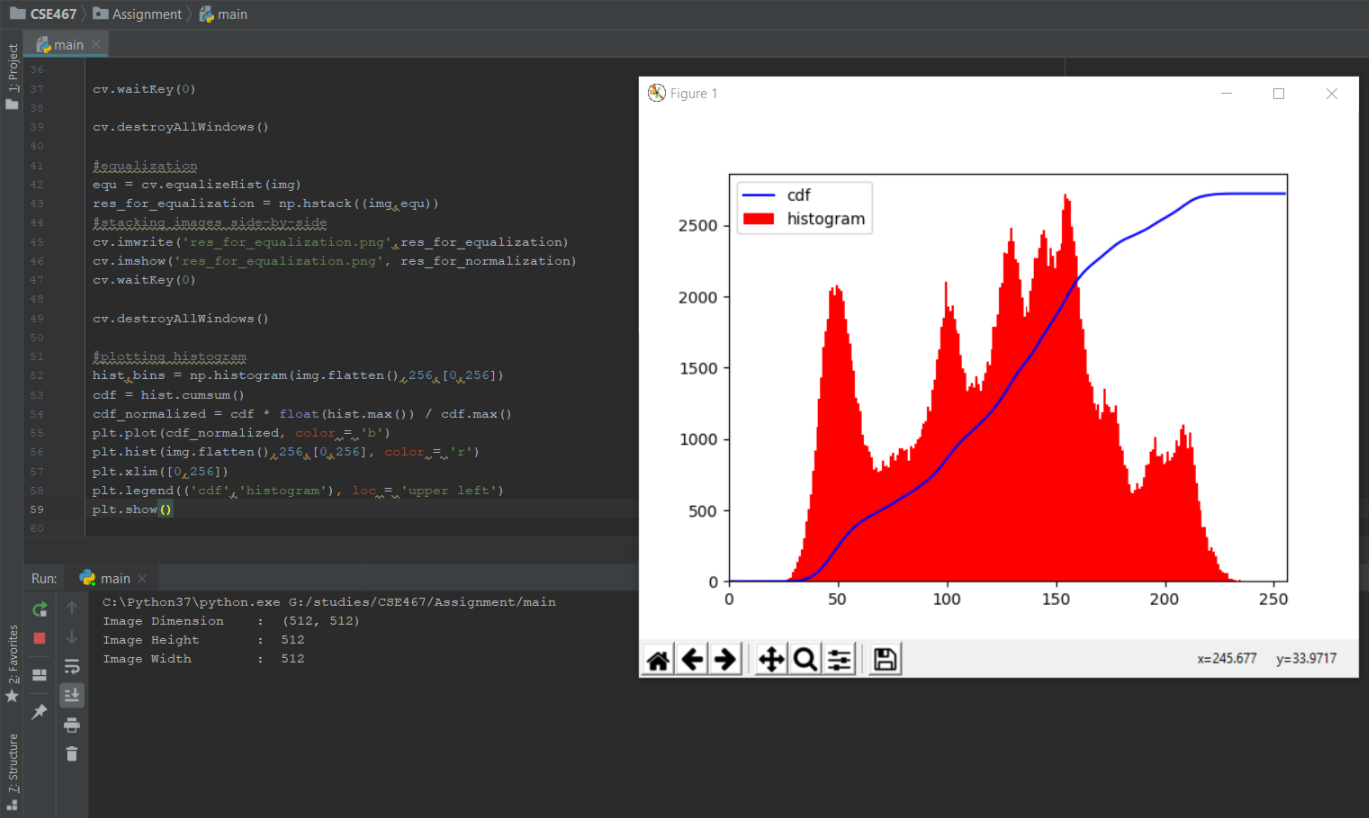 CSE467 Assignment main
1: Project
main
36
37 cv.waitKey(0)
38
39 cv.destroyAllWindows()
40
41 #equalization
42 equ = cv.equalizeHist(img)
43 res_for_equalization = np.hstack((img,equ))
44 #stacking images side-by-side
45 cv.imwrite('res_for_equalization.png',res_for_equalization)
46 cv.imshow('res_for_equalization.png', res_for_normalization)
47 cv.waitKey(0)
48
49 cv.destroyAllWindows()
50
51 #plotting histogram
52 hist,bins = np.histogram(img.flatten(),256,[0,256])
53 cdf = hist.cumsum()
54 cdf_normalized = cdf * float(hist.max()) / cdf.max()
55 plt.plot(cdf_normalized, color = 'b')
56 plt.hist(img.flatten(),256,[0,256], color = 'r')
57 plt.xlim([0,256])
58 plt.legend(('cdf','histogram'), loc = 'upper left')
59 plt.show()
60
Figure 1
cdf
histogram
2500
2000
1500
1000
500
0
0 50 100 150 200 250
x=245.677 y=33.9717
Run: main
C:\Python37\python.exe G:/studies/CSE467/Assignment/main
Image Dimension : (512, 512)
Image Height : 512
Image Width : 512
2: Favorites
7: Structure